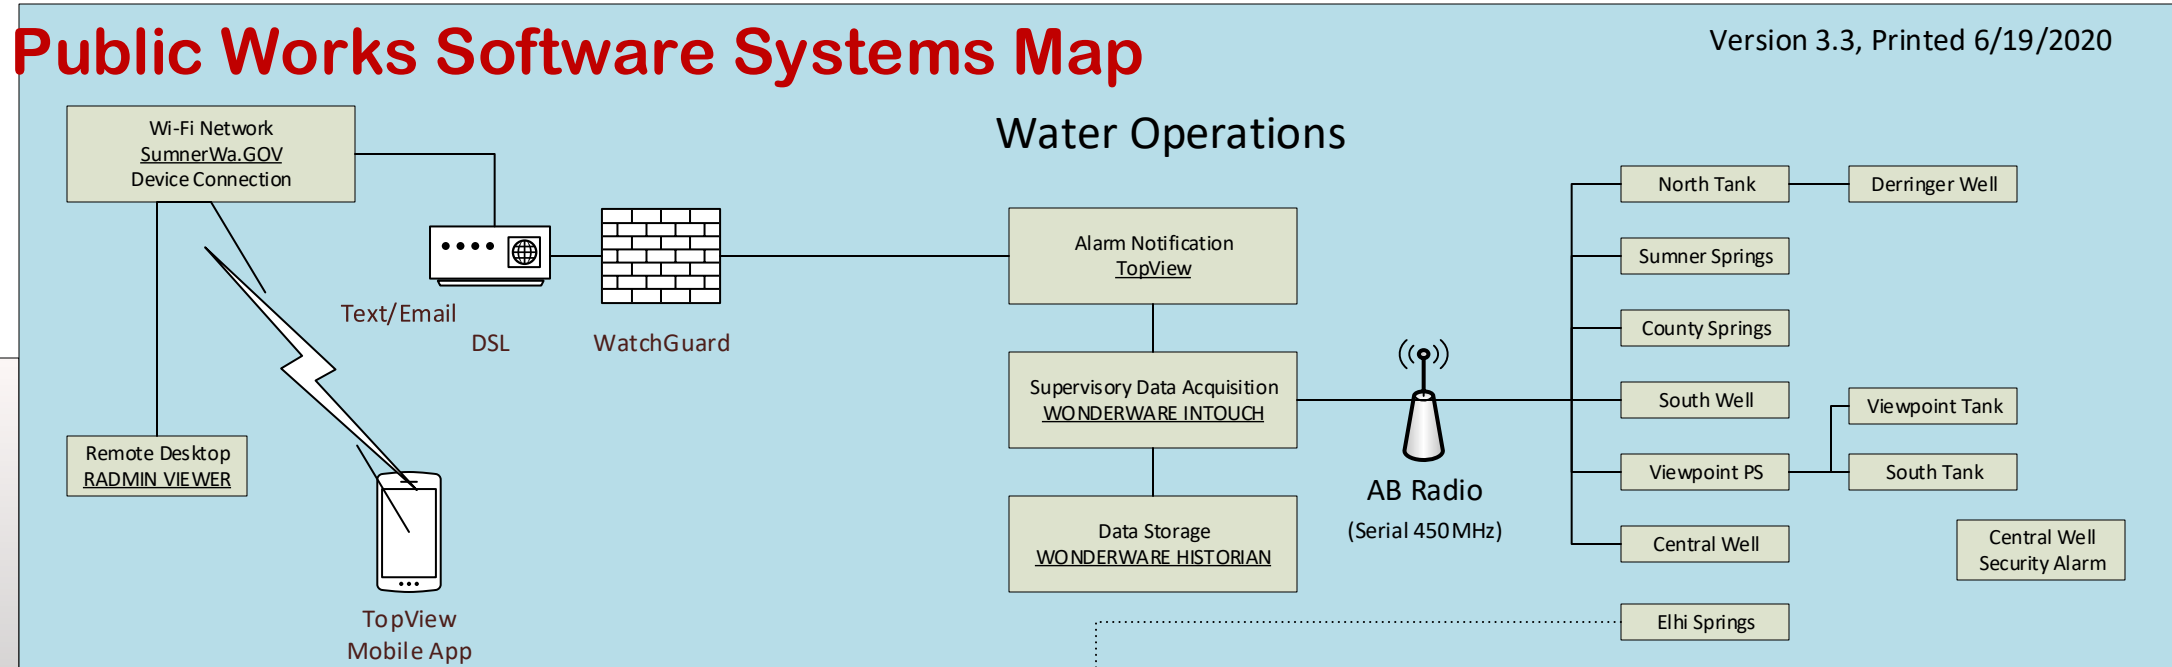 Public Works Software Systems Map
Version 3.3, Printed 6/19/2020
Water Operations
Wi-Fi Network
SumnerWa.GOV
Device Connection
Text/Email
DSL
WatchGuard
Remote Desktop
RADMIN VIEWER
TopView
Mobile App
Alarm Notification
TopView
Supervisory Data Acquisition
WONDERWARE INTOUCH
Data Storage
WONDERWARE HISTORIAN
AB Radio
(Serial 450MHz)
North Tank
Derringer Well
Sumner Springs
County Springs
South Well
Viewpoint Tank
Viewpoint PS
South Tank
Central Well
Central Well
Security Alarm
Elhi Springs